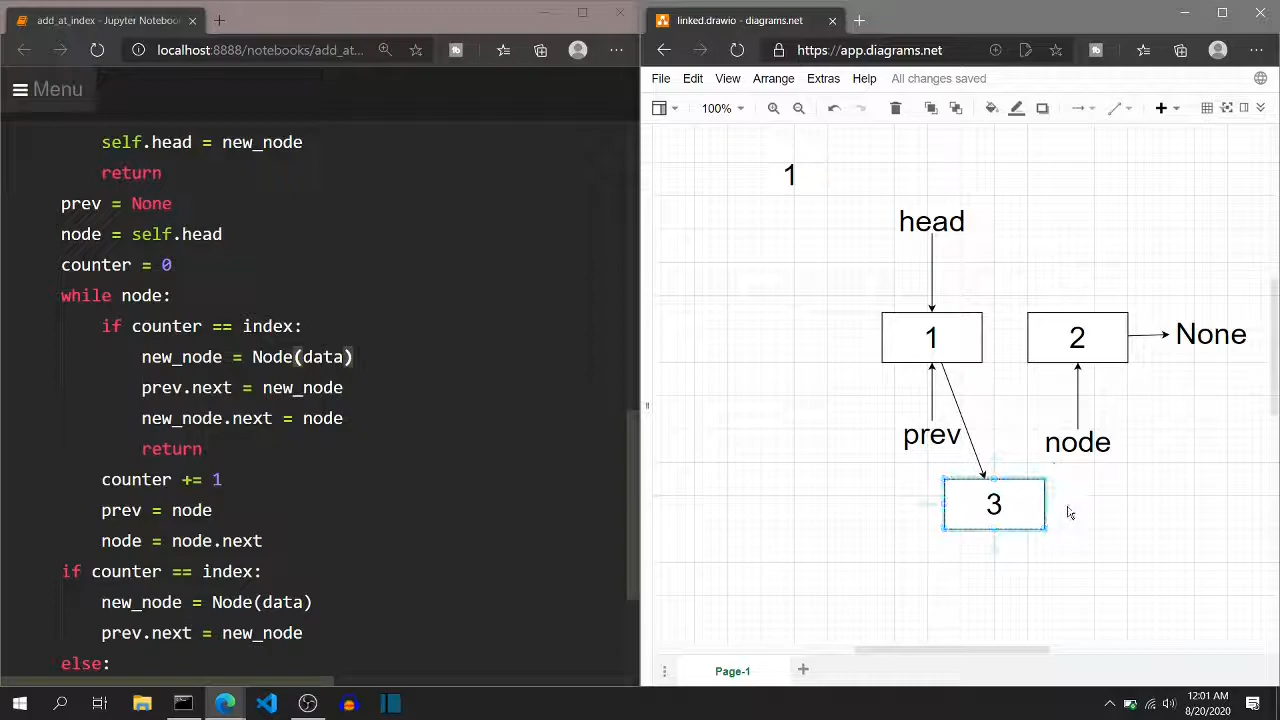 add_at_index - Jupyter Noteboo
localhost:8888/notebooks/add_at...
Menu
self.head = new_node
return
prev = None
node = self.head
counter = 0
while node:
if counter == index:
new_node = Node(data)
prev.next = new_node
new_node.next = node
return
counter += 1
prev = node
node = node.next
if counter == index:
new_node = Node(data)
prev.next = new_node
else:
linked.drawio - diagrams.net
https://app.diagrams.net
File Edit View Arrange Extras Help All changes saved
100%
1
head
1 2 None
prev node
3
Page-1
12:01 AM
8/20/2020